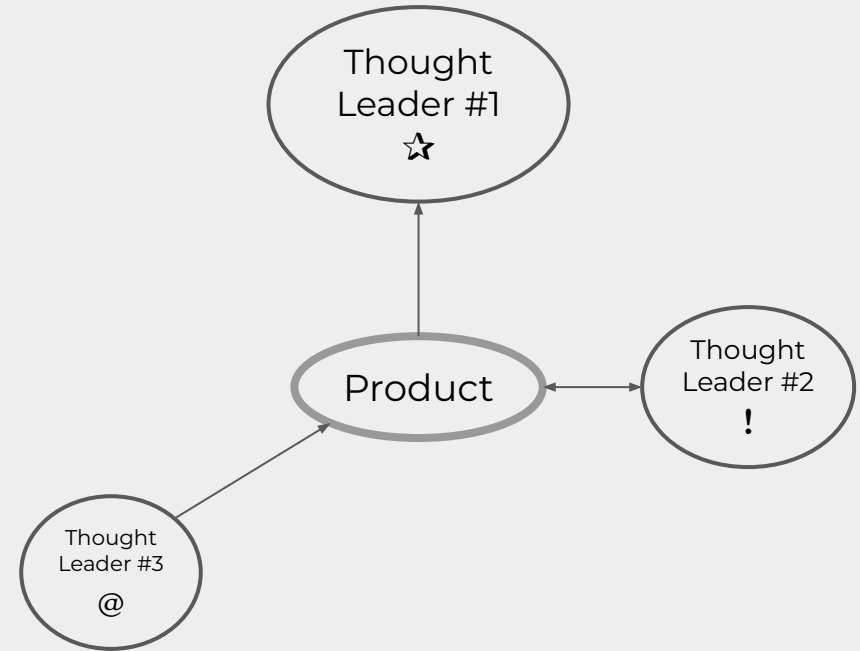 Thought
Leader #1
☆
Product
Thought
Leader #2
!
Thought
Leader #3
@